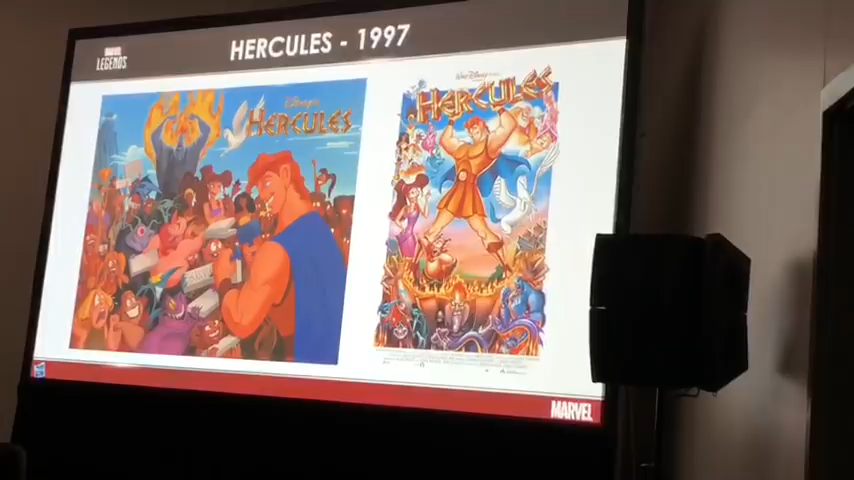 MARVEL
LEGENDS
HERCULES - 1997
Disney's
HERCULES
Walt Disney
HERCULES
MARVEL